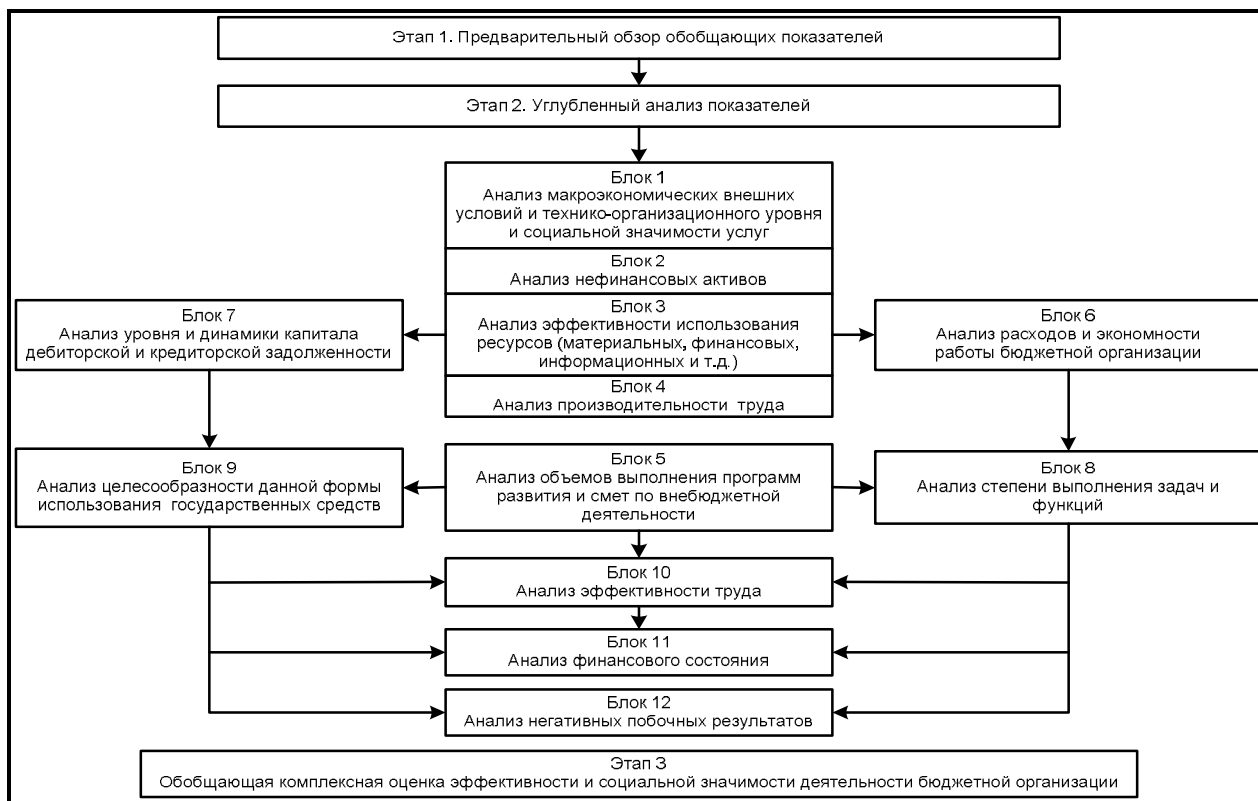 Этап 1. Предварительный обзор обобщающих показателей
Этап 2. Углубленный анализ показателей
Блок 1
Анализ макроэкономических внешних
условий и технико-организационного уровня
и социальной значимости услуг
Блок 2
Анализ нефинансовых активов
Блок 7
Анализ уровня и динамики капитала
дебиторской и кредиторской задолженности
Блок 3
Анализ эффективности использования
ресурсов (материальных, финансовых,
информационных и т.д.)
Блок 6
Анализ расходов и экономности
работы бюджетной организации
Блок 4
Анализ производительности труда
Блок 9
Анализ целесообразности данной формы
использования государственных средств
Блок 5
Анализ объемов выполнения программ
развития и смет по внебюджетной
деятельности
Блок 8
Анализ степени выполнения задач и
функций
Блок 10
Анализ эффективности труда
Блок 11
Анализ финансового состояния
Блок 12
Анализ негативных побочных результатов
Этап 3
Обобщающая комплексная оценка эффективности и социальной значимости деятельности бюджетной организации